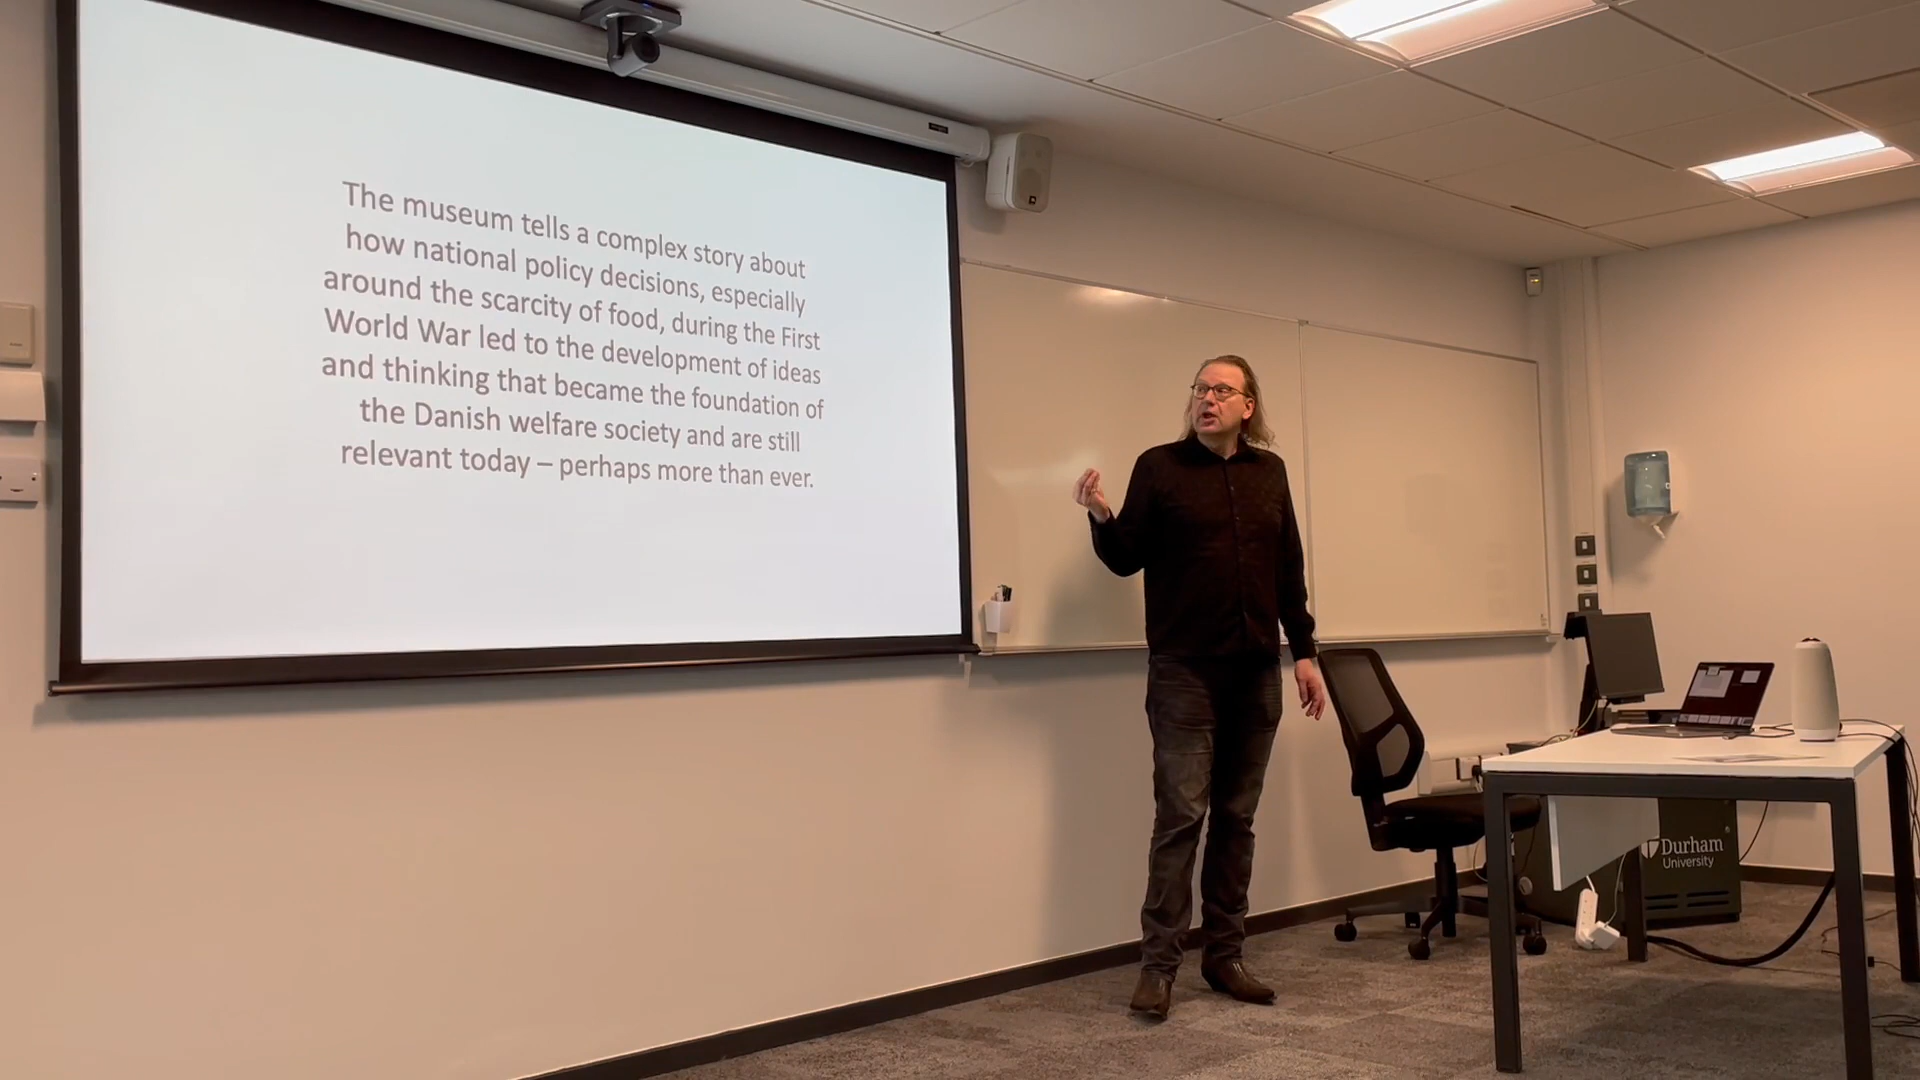 The museum tells a complex story about
how national policy decisions, especially
around the scarcity of food, during the First
World War led to the development of ideas
and thinking that became the foundation of
the Danish welfare society and are still
relevant today – perhaps more than ever.
Durham
University